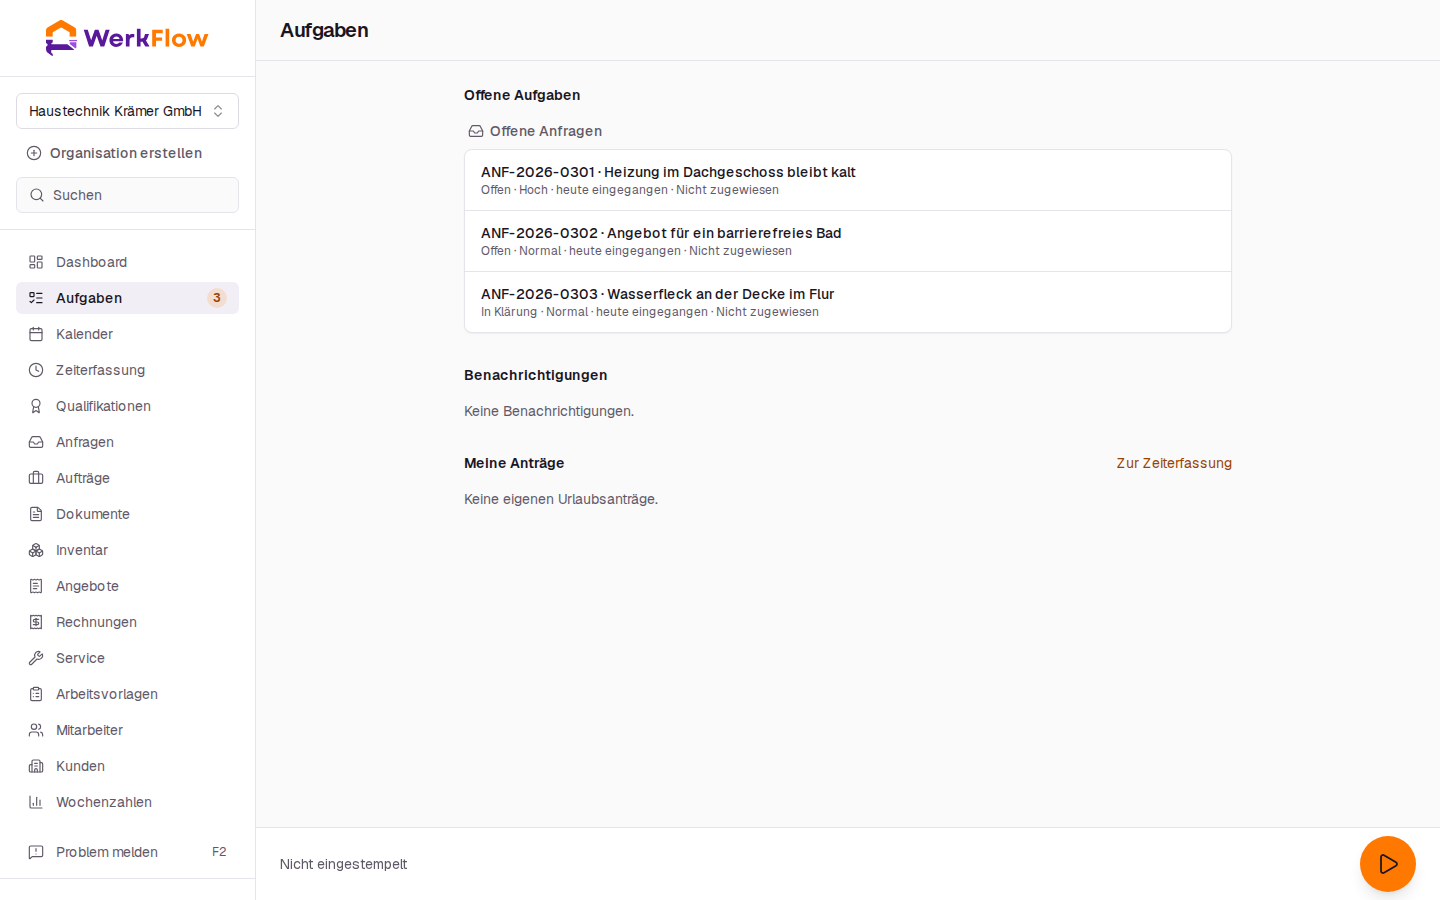 WerkFlow
Haustechnik Krämer GmbH
Organisation erstellen
Suchen
Dashboard
Aufgaben 3
Kalender
Zeiterfassung
Qualifikationen
Anfragen
Aufträge
Dokumente
Inventar
Angebote
Rechnungen
Service
Arbeitsvorlagen
Mitarbeiter
Kunden
Wochenzahlen
Problem melden F2
Aufgaben
Offene Aufgaben
Offene Anfragen
ANF-2026-0301 · Heizung im Dachgeschoss bleibt kalt
Offen · Hoch · heute eingegangen · Nicht zugewiesen
ANF-2026-0302 · Angebot für ein barrierefreies Bad
Offen · Normal · heute eingegangen · Nicht zugewiesen
ANF-2026-0303 · Wasserfleck an der Decke im Flur
In Klärung · Normal · heute eingegangen · Nicht zugewiesen
Benachrichtigungen
Keine Benachrichtigungen.
Meine Anträge Zur Zeiterfassung
Keine eigenen Urlaubsanträge.
Nicht eingestempelt